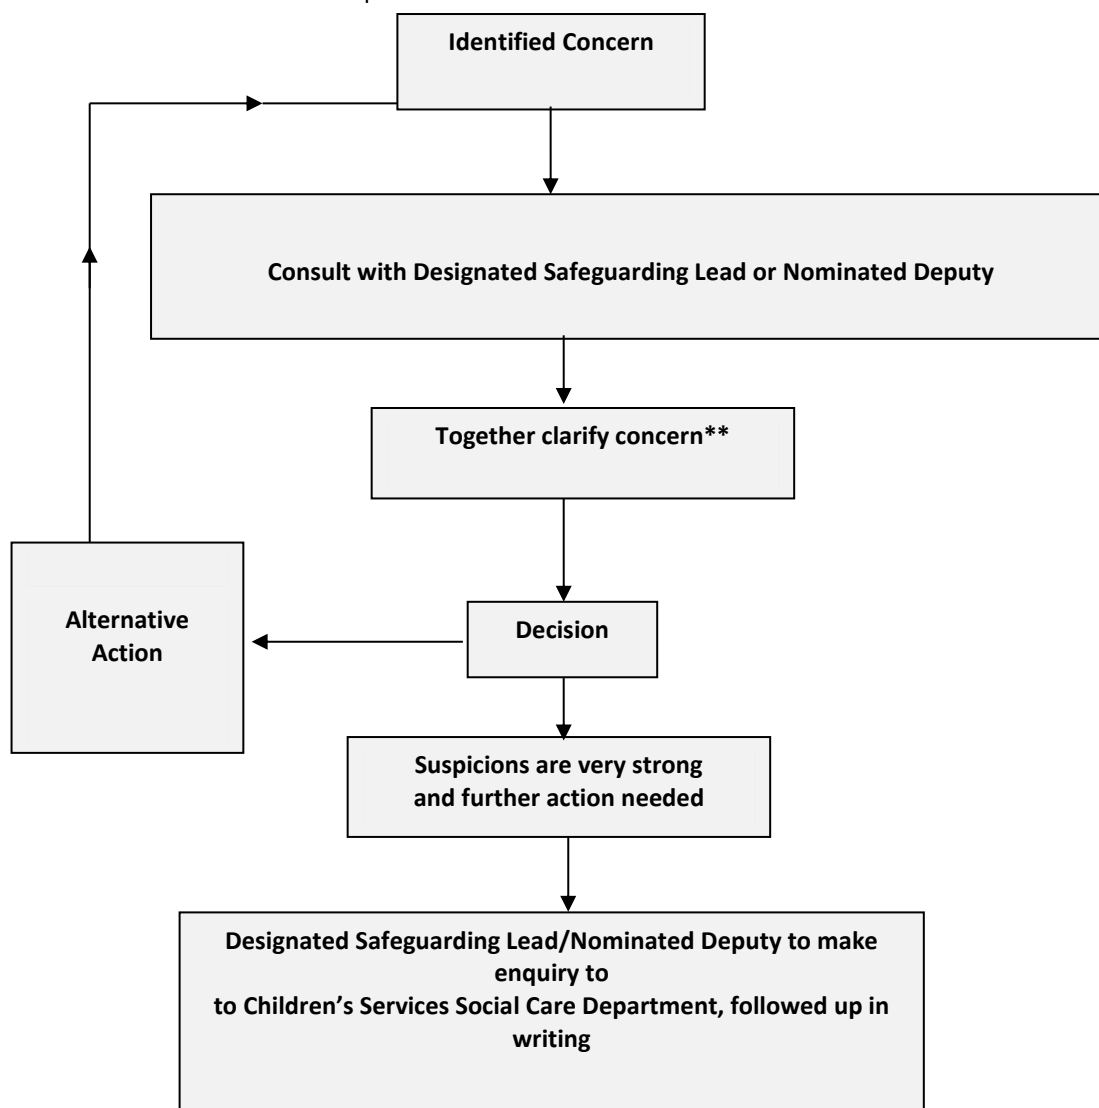 Identified Concern
Consult with Designated Safeguarding Lead or Nominated Deputy
Together clarify concern**
Alternative
Action
Decision
Suspicions are very strong
and further action needed
Designated Safeguarding Lead/Nominated Deputy to make
enquiry to
to Children’s Services Social Care Department, followed up in
writing